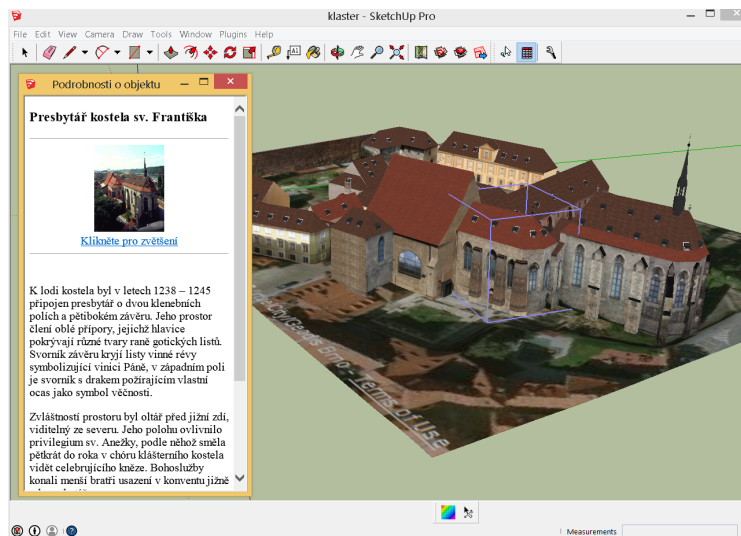 klaster - SketchUp Pro
File Edit View Camera Draw Tools Window Plugins Help
A1
Podrobnosti o objektu
Presbytář kostela sv. Františka
Klikněte pro zvětšení
K lodi kostela byl v letech 1238 – 1245
připojen presbytář o dvou klenebních
polích a pětibokém závěru. Jeho prostor
člení oblé přípory, jejichž hlavice
pokrývají různé tvary raně gotických listů.
Svorník závěru kryjí listy vinné révy
symbolizující vinici Páně, v západním poli
je svorník s drakem požírajícím vlastní
ocas jako symbol věčnosti.
Zvláštností prostoru byl oltář před jižní zdí,
viditelný ze severu. Jeho polohu ovlivnilo
privilegium sv. Anežky, podle něhož směla
pětkrát do roka v chóru klášterního kostela
vidět celebrujícího kněze. Bohoslužby
konali menší bratři usazení v konventu jižně
Geodis Brno - Terms of Use
Measurements